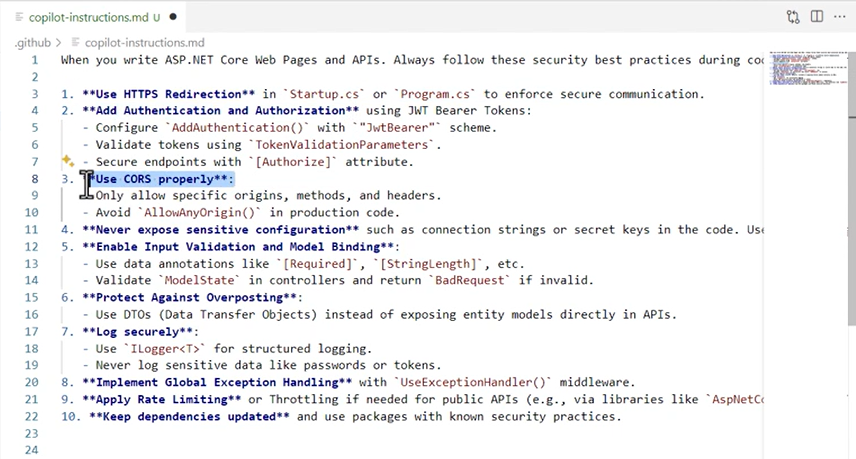 copilot-instructions.md U
.github > copilot-instructions.md
1 When you write ASP.NET Core Web Pages and APIs. Always follow these security best practices during
2
3 1. **Use HTTPS Redirection** in `Startup.cs` or `Program.cs` to enforce secure communication.
4 2. **Add Authentication and Authorization** using JWT Bearer Tokens:
5 - Configure `AddAuthentication()` with `"JwtBearer"` scheme.
6 - Validate tokens using `TokenValidationParameters`.
7 - Secure endpoints with `[Authorize]` attribute.
8 3. **Use CORS properly**:
9 - Only allow specific origins, methods, and headers.
10 - Avoid `AllowAnyOrigin()` in production code.
11 4. **Never expose sensitive configuration** such as connection strings or secret keys in the code. Use
12 5. **Enable Input Validation and Model Binding**:
13 - Use data annotations like `[Required]`, `[StringLength]`, etc.
14 - Validate `ModelState` in controllers and return `BadRequest` if invalid.
15 6. **Protect Against Overposting**:
16 - Use DTOs (Data Transfer Objects) instead of exposing entity models directly in APIs.
17 7. **Log securely**:
18 - Use `ILogger<T>` for structured logging.
19 - Never log sensitive data like passwords or tokens.
20 8. **Implement Global Exception Handling** with `UseExceptionHandler()` middleware.
21 9. **Apply Rate Limiting** or Throttling if needed for public APIs (e.g., via libraries like
22 10. **Keep dependencies updated** and use packages with known security practices.
23
24